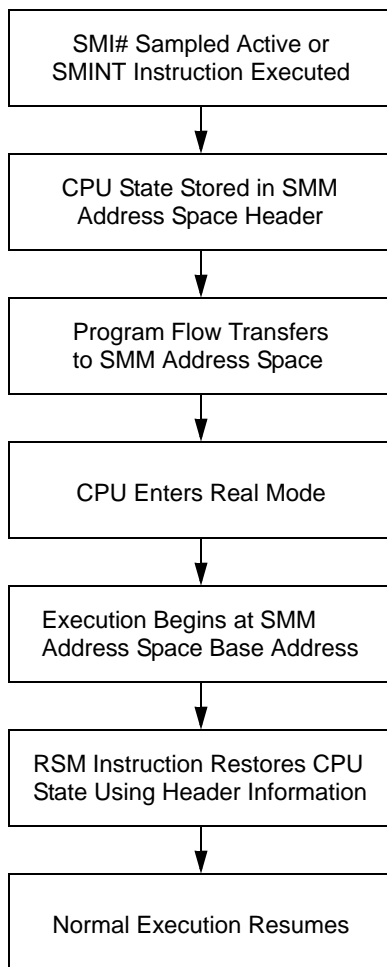 SMI# Sampled Active or
SMINT Instruction Executed
CPU State Stored in SMM
Address Space Header
Program Flow Transfers
to SMM Address Space
CPU Enters Real Mode
Execution Begins at SMM
Address Space Base Address
RSM Instruction Restores CPU
State Using Header Information
Normal Execution Resumes